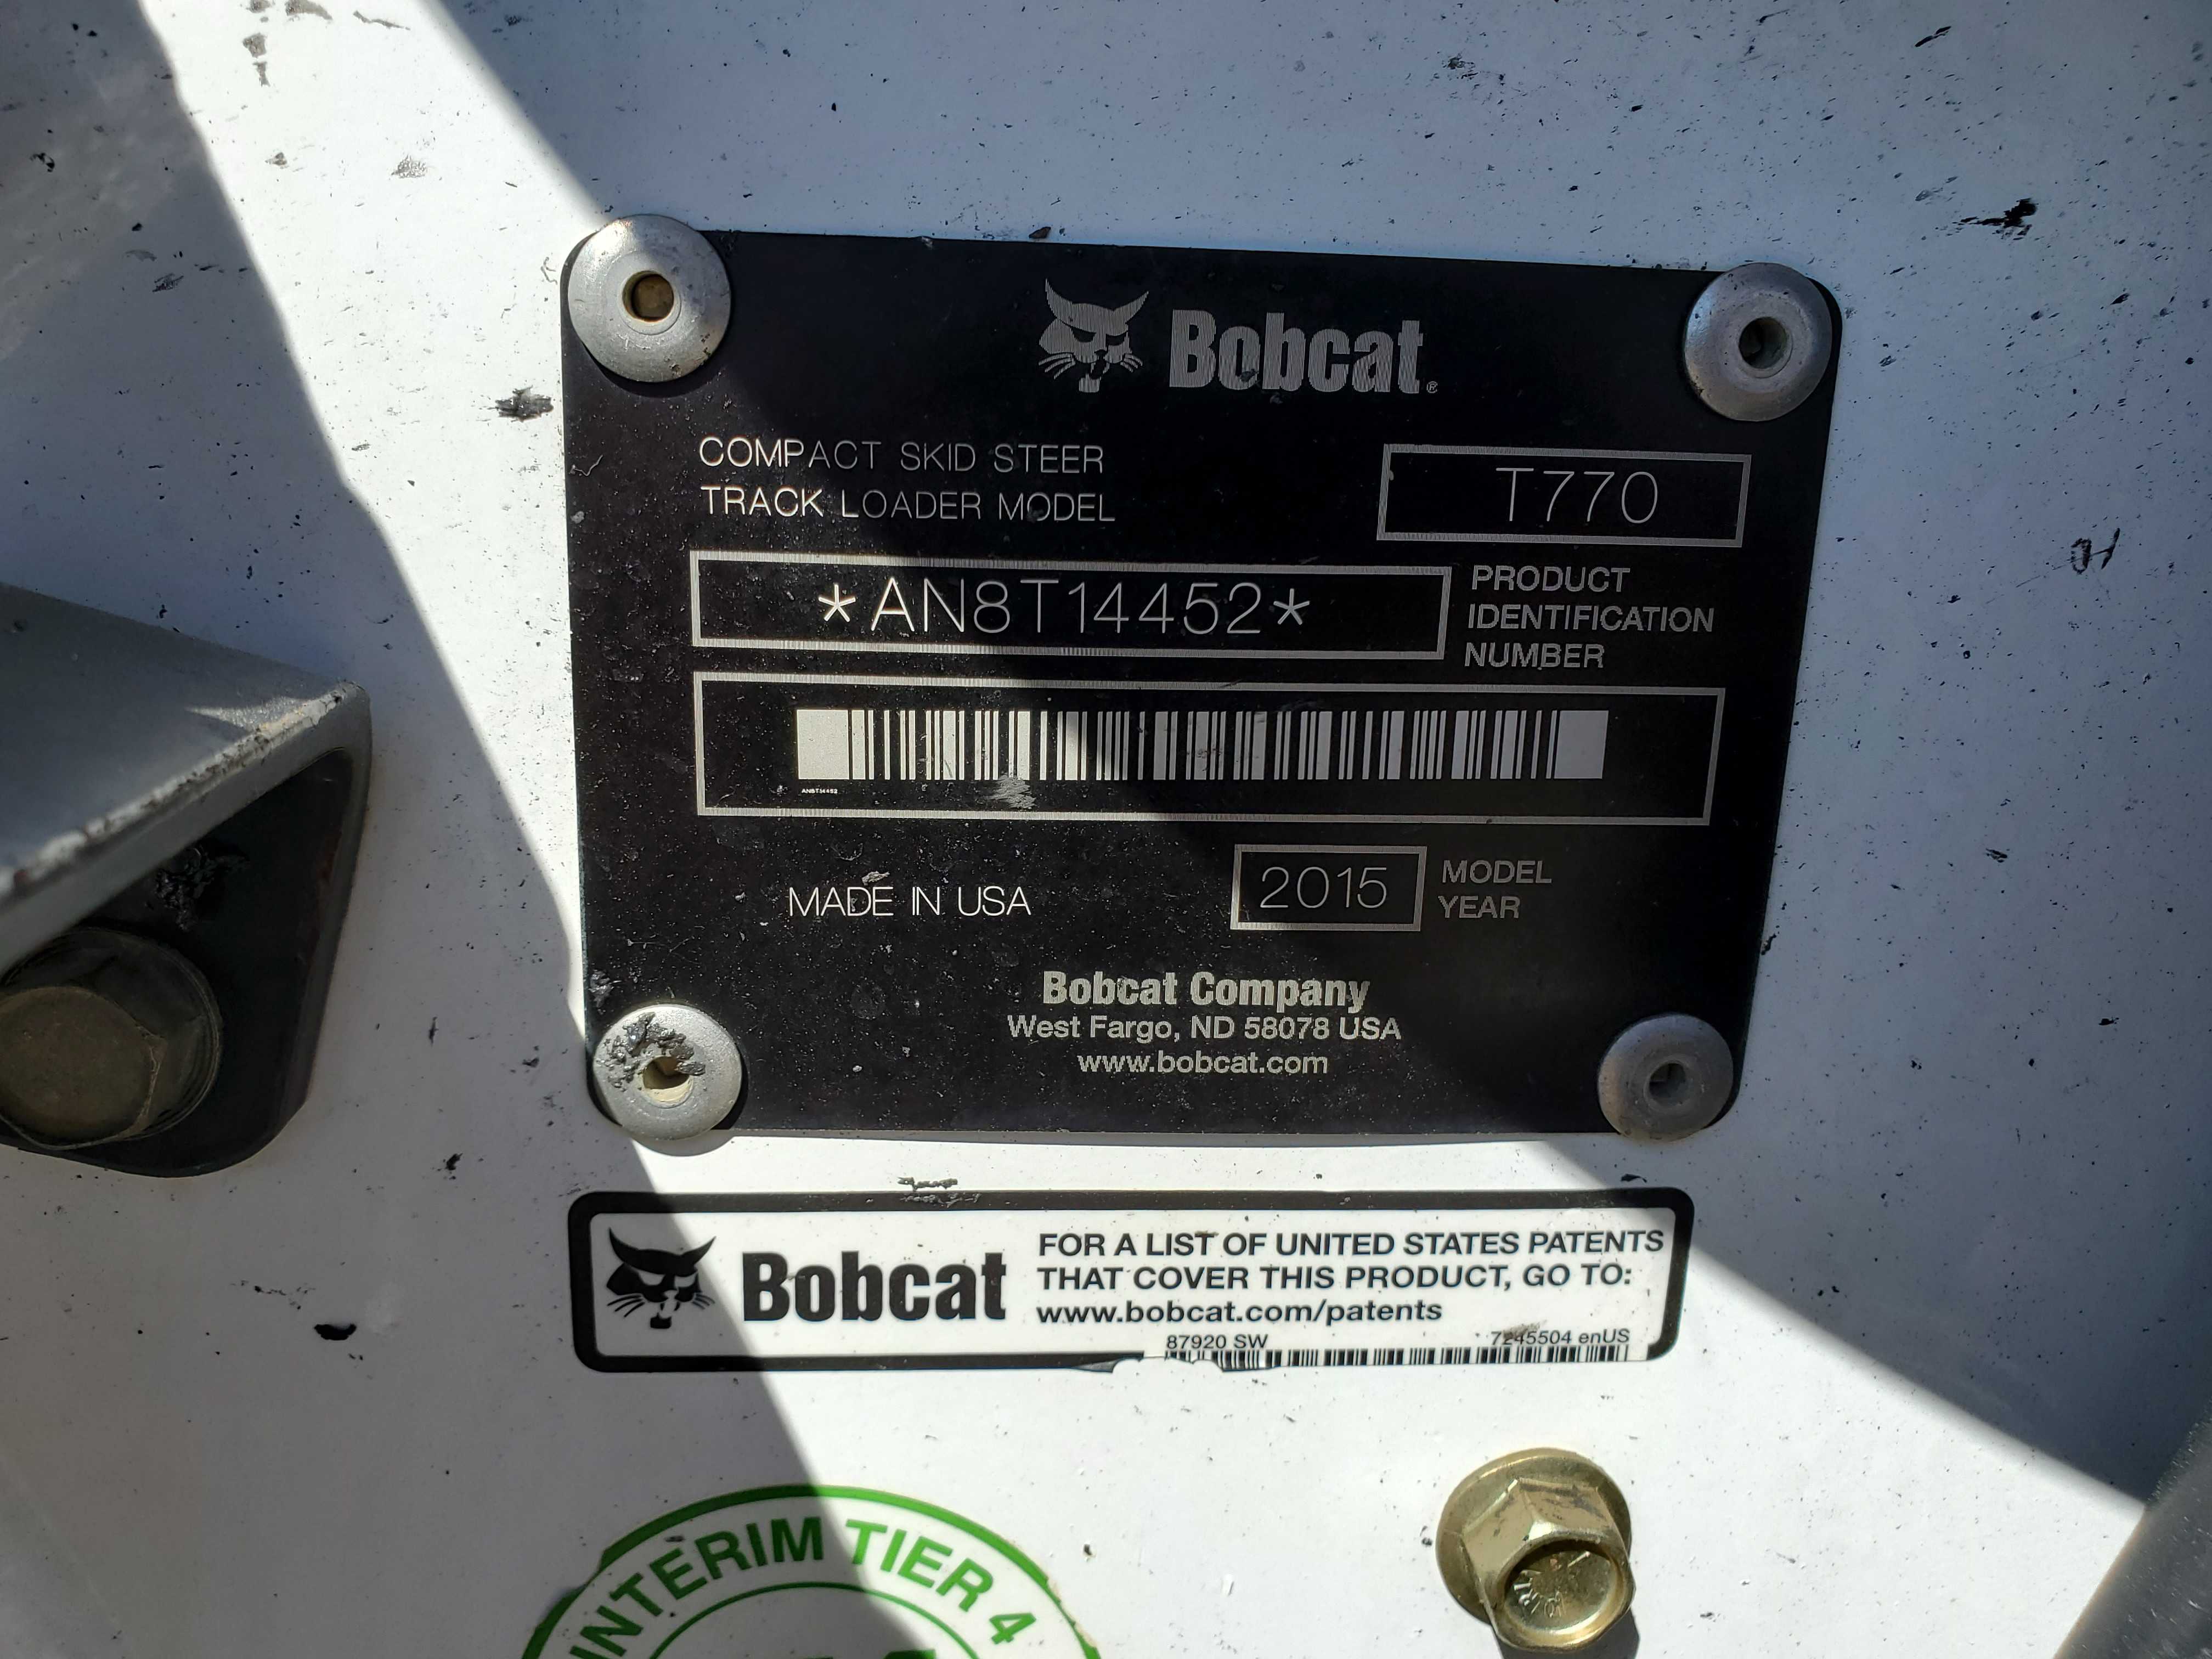 Bobcat®
COMPACT SKID STEER
TRACK LOADER MODEL
T770
*AN8T14452*
PRODUCT
IDENTIFICATION
NUMBER
AN8T14452
MADE IN USA
2015
MODEL
YEAR
Bobcat Company
West Fargo, ND 58078 USA
www.bobcat.com
Bobcat
FOR A LIST OF UNITED STATES PATENTS
THAT COVER THIS PRODUCT, GO TO:
www.bobcat.com/patents
87920 SW
7245504 enUS
INTERIM TIER 4